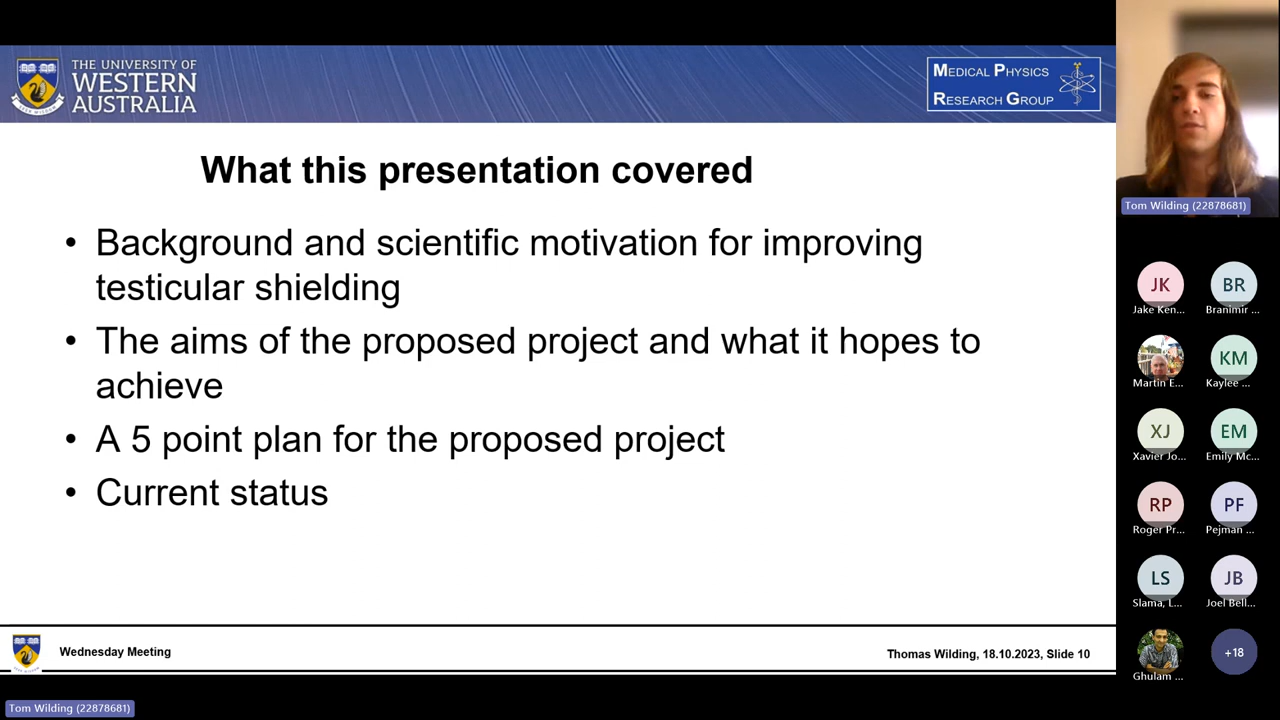 THE UNIVERSITY OF
WESTERN
AUSTRALIA
MEDICAL PHYSICS
RESEARCH GROUP
What this presentation covered
• Background and scientific motivation for improving
testicular shielding
• The aims of the proposed project and what it hopes to
achieve
• A 5 point plan for the proposed project
• Current status
Wednesday Meeting
Thomas Wilding, 18.10.2023, Slide 10
Tom Wilding (22878681)
JK
BR
Jake Ken...
Branimir ...
KM
Martin E...
Kaylee ...
XJ
EM
Xavier Jo...
Emily Mc...
RP
PF
Roger Pr...
Pejman ...
LS
JB
Slama, L...
Joel Bell...
+18
Ghulam ...
Tom Wilding (22878681)